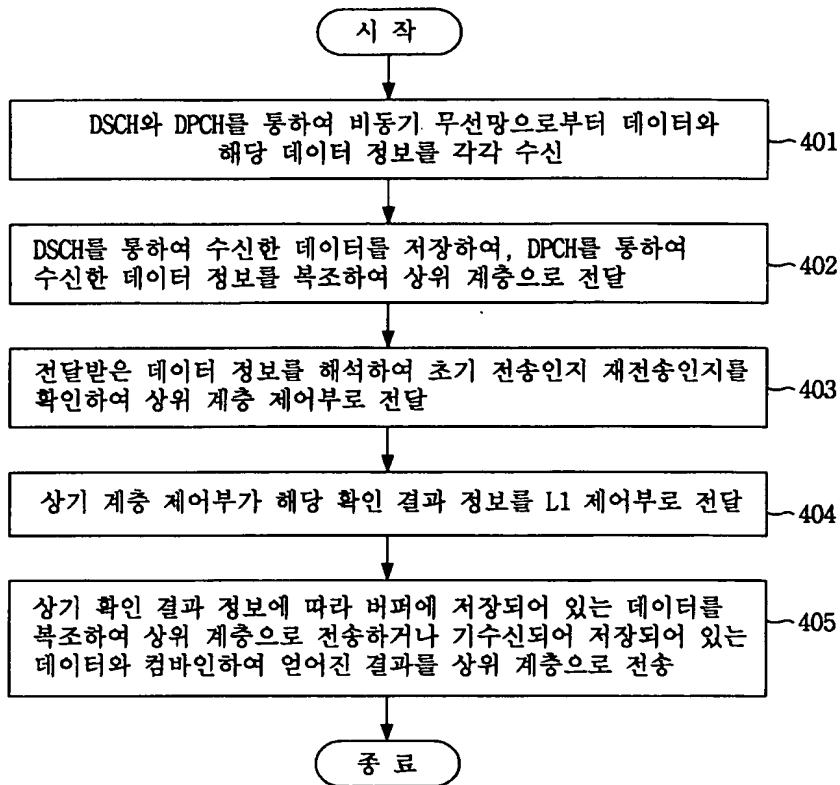 시 작
DSCH와 DPCH를 통하여 비동기 무선망으로부터 데이터와
해당 데이터 정보를 각각 수신
401
DSCH를 통하여 수신한 데이터를 저장하여, DPCH를 통하여
수신한 데이터 정보를 복조하여 상위 계층으로 전달
402
전달받은 데이터 정보를 해석하여 초기 전송인지 재전송인지를
확인하여 상위 계층 제어부로 전달
403
상기 계층 제어부가 해당 확인 결과 정보를 L1 제어부로 전달
404
상기 확인 결과 정보에 따라 버퍼에 저장되어 있는 데이터를
복조하여 상위 계층으로 전송하거나 기수신되어 저장되어 있는
데이터와 컴바인하여 얻어진 결과를 상위 계층으로 전송
405
종 료